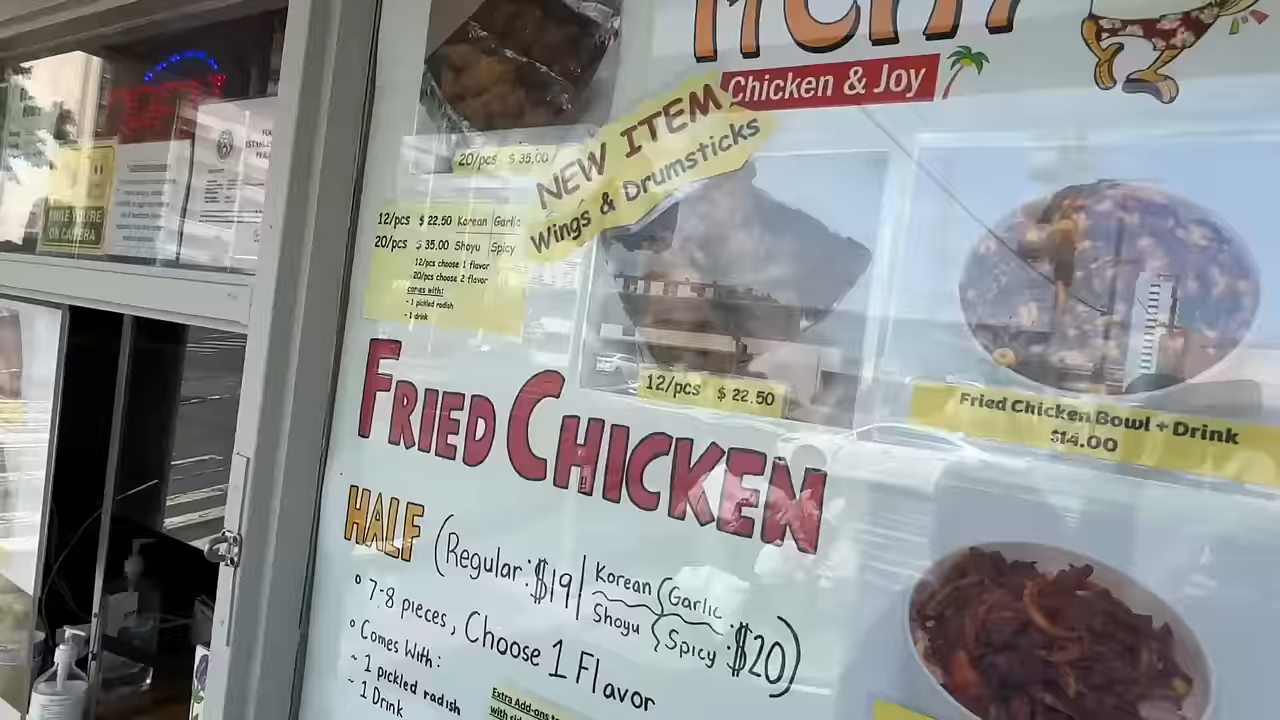 Chicken & Joy
NEW ITEM
Wings & Drumsticks
20/pcs $ 35.00
12/pcs $ 22.50 Korean Garlic
20/pcs $ 35.00 Shoyu Spicy
12/pcs choose 1 flavor
20/pcs choose 2 flavor
comes with:
~ 1 pickled radish
~ 1 drink
12/pcs $ 22.50
Fried Chicken Bowl + Drink
$14.00
FRIED CHICKEN
HALF (Regular: $19 | Korean Garlic
Shoyu Spicy : $20)
° 7-8 pieces, Choose 1 Flavor
° Comes With:
~ 1 pickled radish
~ 1 Drink
Extra Add-ons
YOU'RE
ON CAMERA